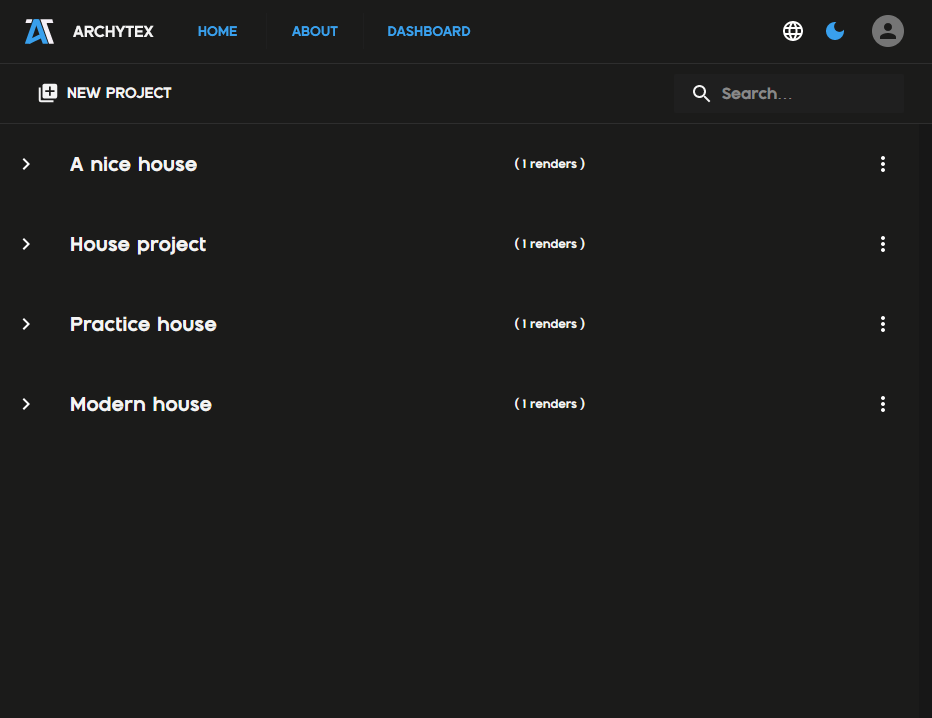 ARCHYTEX HOME ABOUT DASHBOARD
NEW PROJECT Search...
A nice house ( 1 renders )
House project ( 1 renders )
Practice house ( 1 renders )
Modern house ( 1 renders )